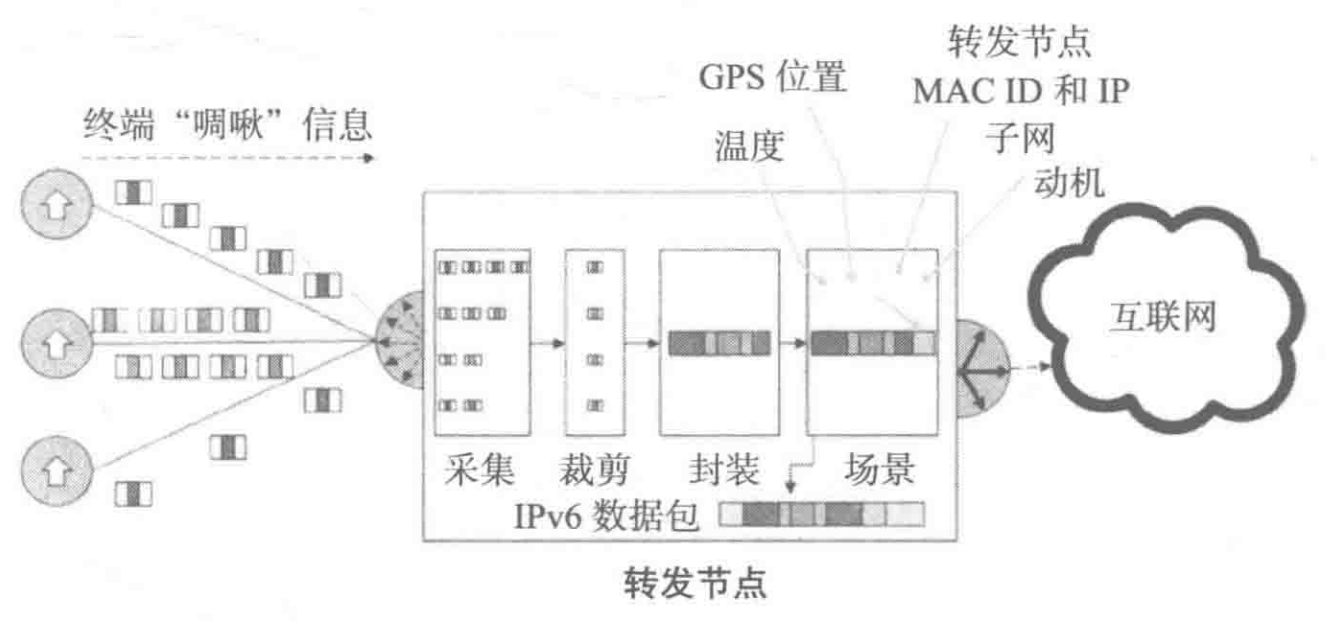 终端“啁啾”信息
GPS 位置
温度
转发节点
MAC ID 和 IP
子网
动机
互联网
采集
裁剪
封装
场景
IPv6 数据包
转发节点